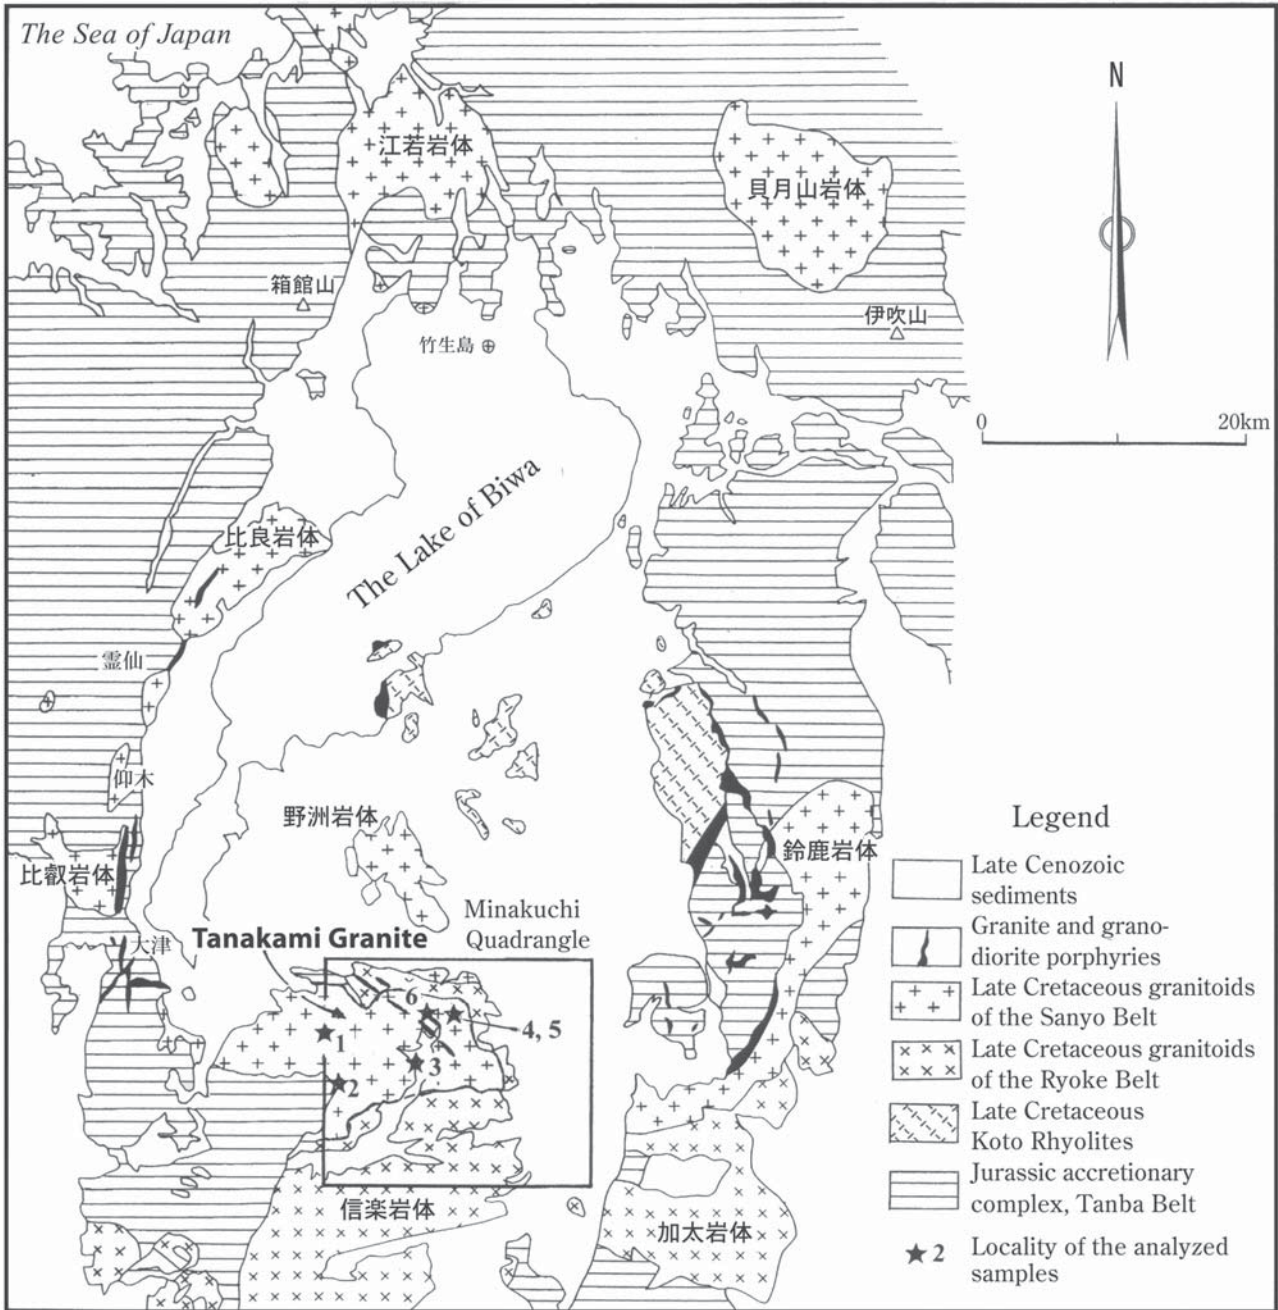 The Sea of Japan
N
江若岩体
貝月山岩体
箱館山
伊吹山
竹生島
0
20km
The Lake of Biwa
比良岩体
霊仙
仰木
野洲岩体
鈴鹿岩体
比叡岩体
大津
Tanakami Granite
Minakuchi
Quadrangle
6
4, 5
1
3
2
信楽岩体
加太岩体
Legend
Late Cenozoic
sediments
Granite and grano-
diorite porphyries
Late Cretaceous granitoids
of the Sanyo Belt
Late Cretaceous granitoids
of the Ryoke Belt
Late Cretaceous
Koto Rhyolites
Jurassic accretionary
complex, Tanba Belt
2
Locality of the analyzed
samples